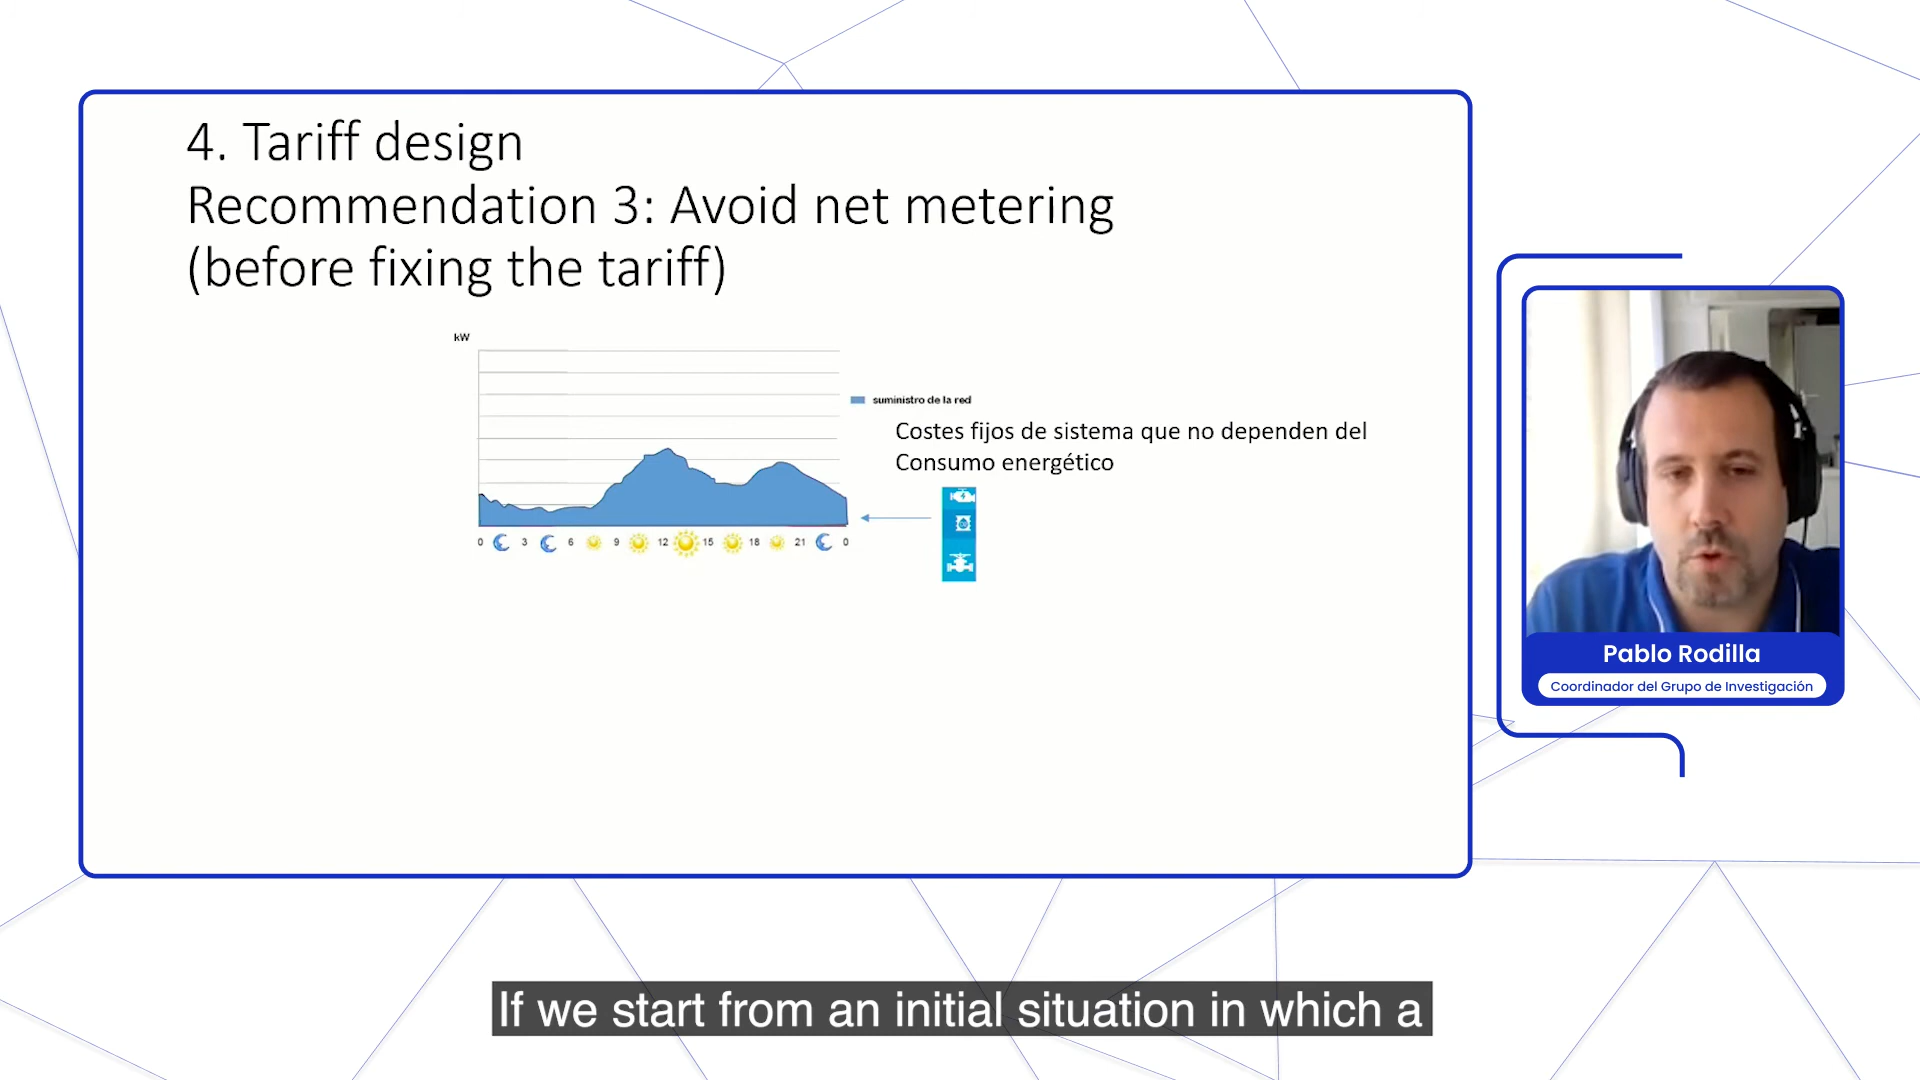 4. Tariff design
Recommendation 3: Avoid net metering
(before fixing the tariff)
kW
suministro de la red
Costes fijos de sistema que no dependen del
Consumo energético
0 3 6 9 12 15 18 21 0
Pablo Rodilla
Coordinador del Grupo de Investigación
If we start from an initial situation in which a